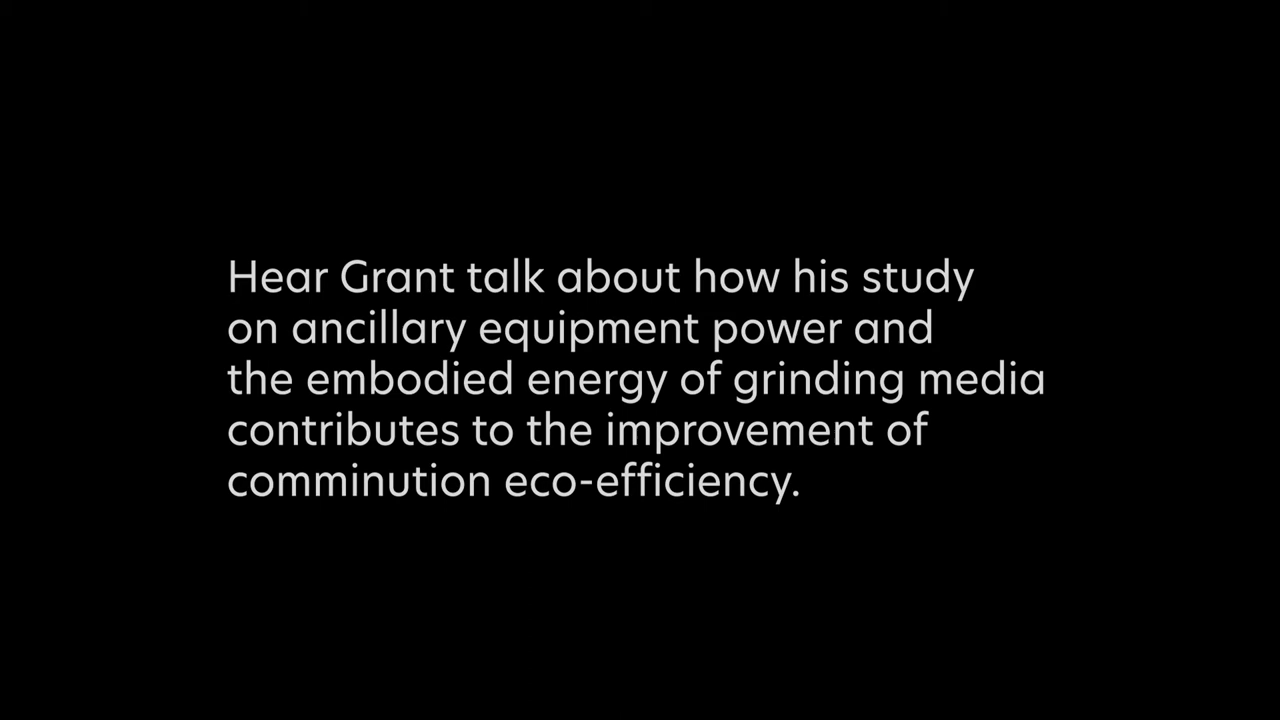 Hear Grant talk about how his study
on ancillary equipment power and
the embodied energy of grinding media
contributes to the improvement of
comminution eco-efficiency.